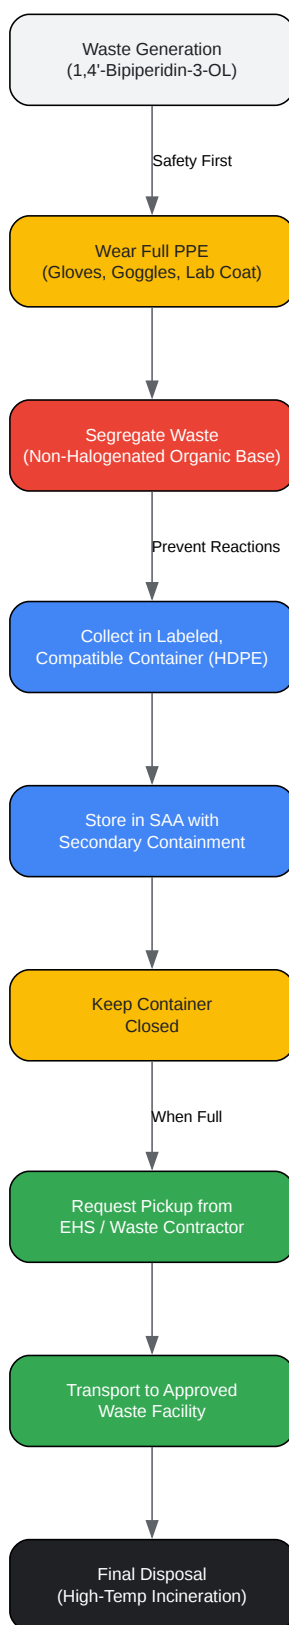 Waste Generation
(1,4'-Bipiperidin-3-OL)
Safety First
Wear Full PPE
(Gloves, Goggles, Lab Coat)
Segregate Waste
(Non-Halogenated Organic Base)
Prevent Reactions
Collect in Labeled,
Compatible Container (HDPE)
Store in SAA with
Secondary Containment
Keep Container
Closed
When Full
Request Pickup from
EHS / Waste Contractor
Transport to Approved
Waste Facility
Final Disposal
(High-Temp Incineration)